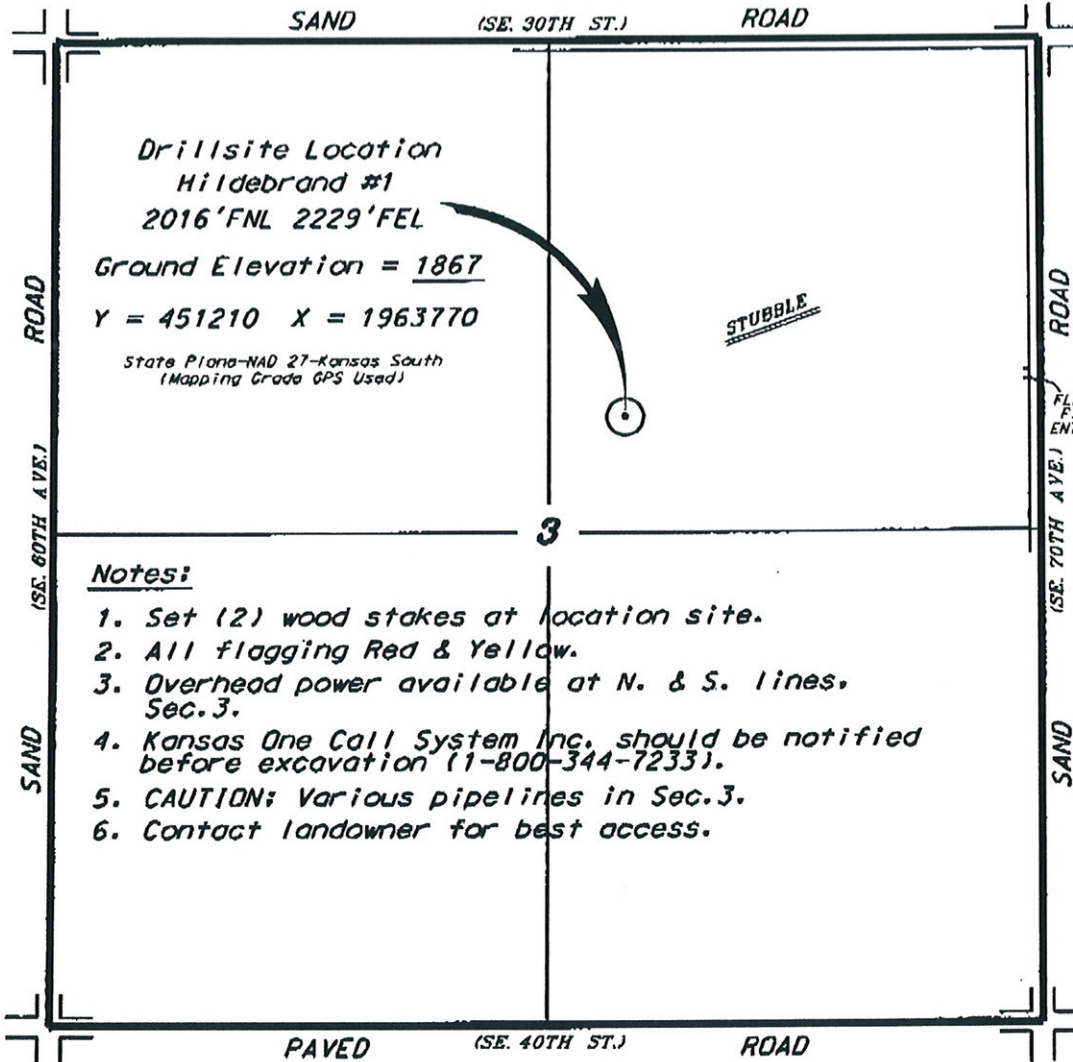 SAND (SE. 30TH ST.) ROAD
Drillsite Location
Hildebrand #1
2016'FNL 2229'FEL
Ground Elevation = 1867
Y = 451210 X = 1963770
State Plane-NAD 27-Kansas South
(Mapping Grade GPS Used)
STUBBLE
ROAD
(SE. 60TH AVE.)
SAND
ROAD
(SE. 70TH AVE.)
SAND
3
Notes:
1. Set (2) wood stakes at location site.
2. All flagging Red & Yellow.
3. Overhead power available at N. & S. lines,
Sec.3.
4. Kansas One Call System Inc. should be notified
before excavation (1-800-344-7233).
5. CAUTION: Various pipelines in Sec.3.
6. Contact landowner for best access.
PAVED (SE. 40TH ST.) ROAD